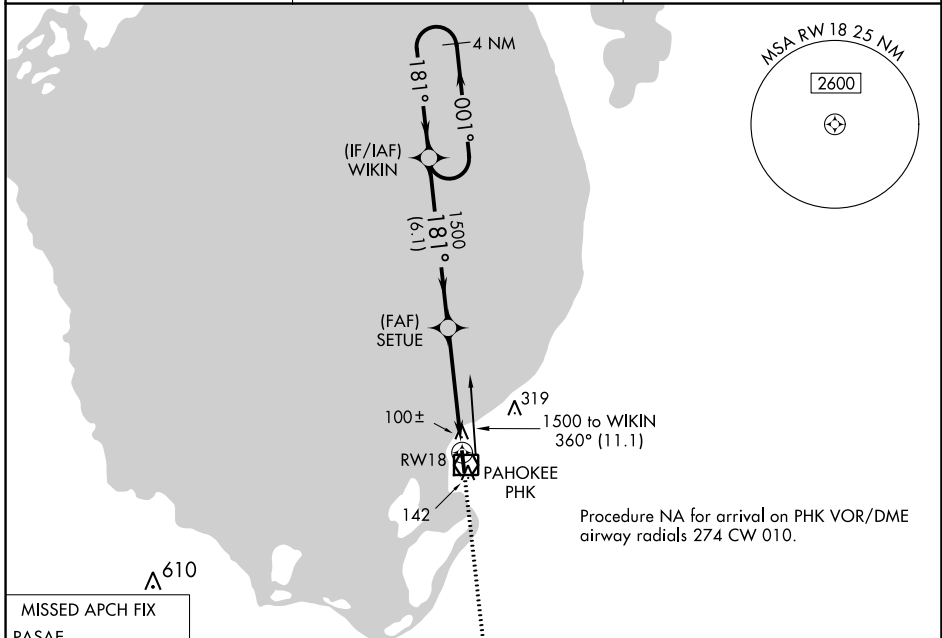 4 NM
181°
001°
(IF/IAF)
WIKIN
1500
181°
(6.1)
(FAF)
SETUE
100±
319
1500 to WIKIN
360° (11.1)
RW18
PAHOKEE
PHK
142
MSA RW 18 25 NM
2600
Procedure NA for arrival on PHK VOR/DME
airway radials 274 CW 010.
610
MISSED APCH FIX